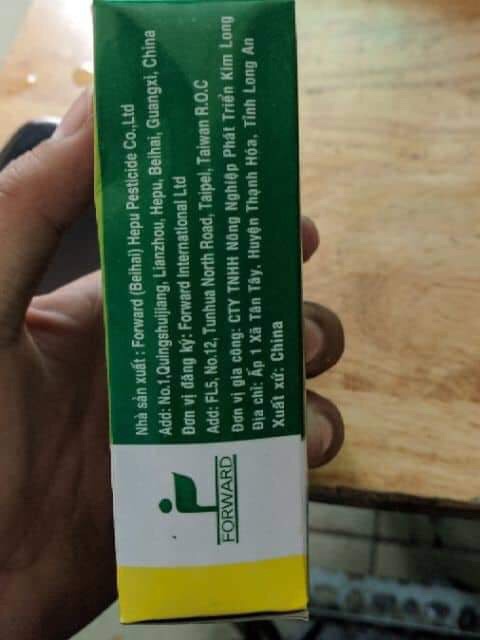 Nhà sản xuất : Forward (Beihai) Hepu Pesticide Co.,Ltd
Add: No.1,Quingshuijiang, Lianzhou, Hepu, Beihai, Guangxi, China
Đơn vị đăng ký: Forward International Ltd
Add: FL5, No.12, Tunhua North Road, Taipei, Taiwan R.O.C
Đơn vị gia công: CTY TNHH Nông Nghiệp Phát Triển Kim Long
Địa chỉ: Ấp 1 Xã Tân Tây, Huyện Thạnh Hóa, Tỉnh Long An
Xuất xứ: China
FORWARD